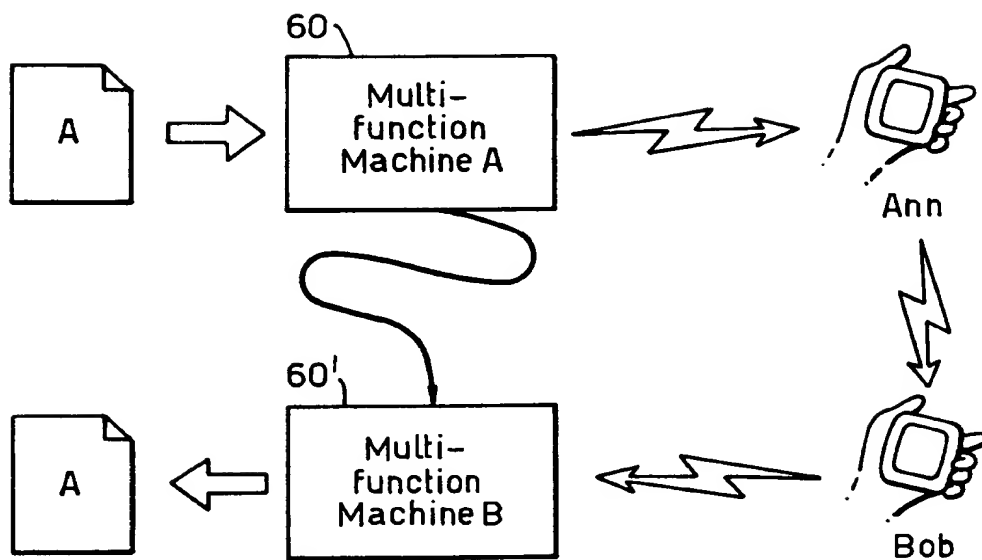 60
A
Multi-
function
Machine A
Ann
60'
A
Multi-
function
Machine B
Bob